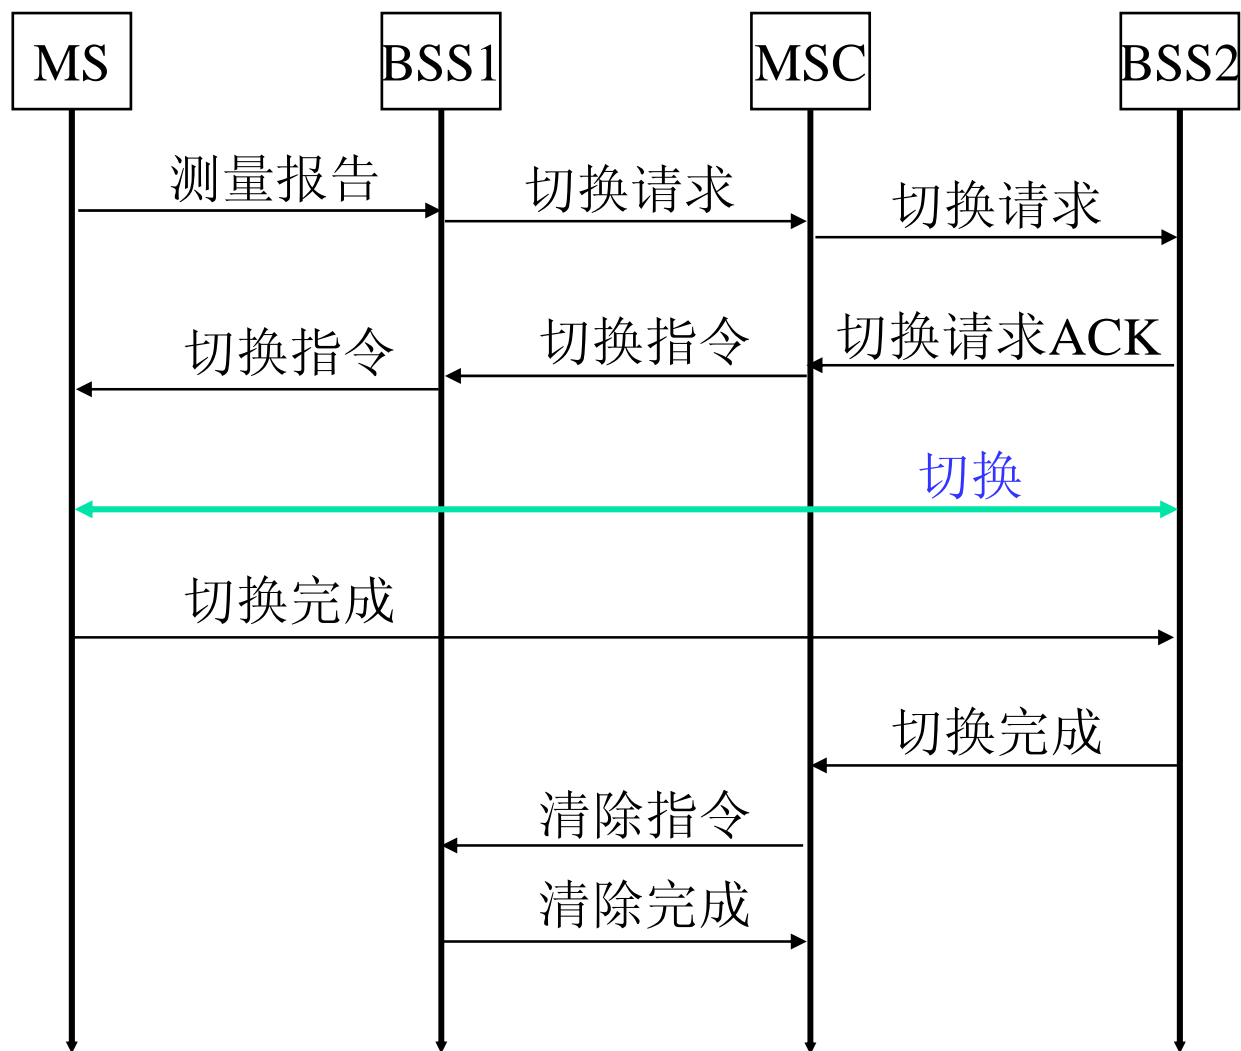 MS
BSS1
MSC
BSS2
测量报告
切换请求
切换请求
切换指令
切换指令
切换请求ACK
切换
切换完成
切换完成
清除指令
清除完成